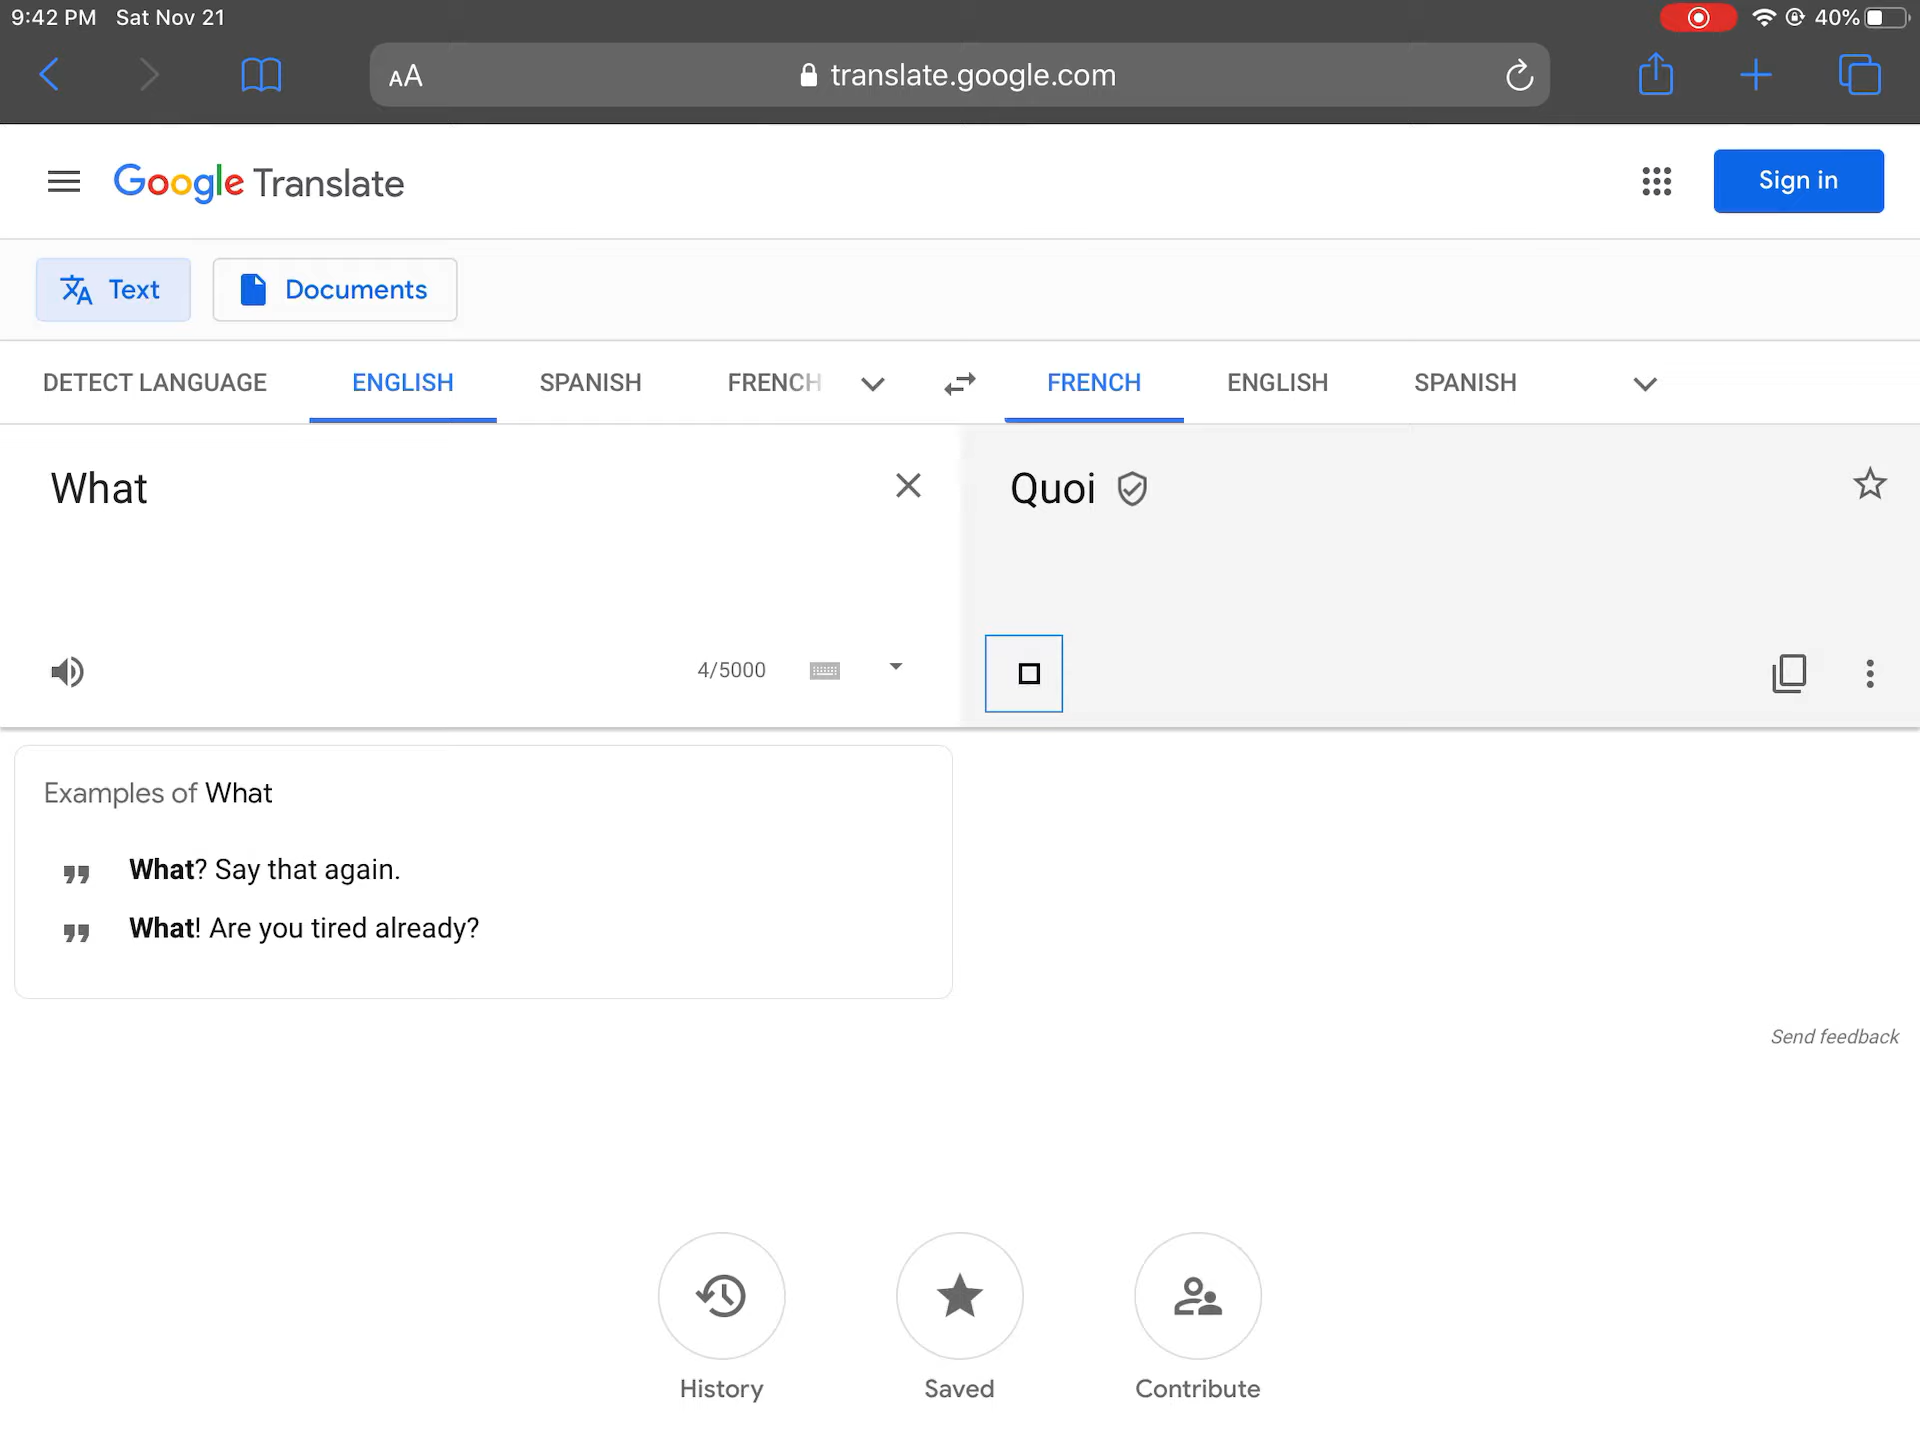 9:42 PM Sat Nov 21
40%
AA
translate.google.com
Google Translate
Sign in
Text
Documents
DETECT LANGUAGE ENGLISH SPANISH FRENCH
FRENCH ENGLISH SPANISH
What
Quoi
4/5000
Examples of What
What? Say that again.
What! Are you tired already?
Send feedback
History Saved Contribute